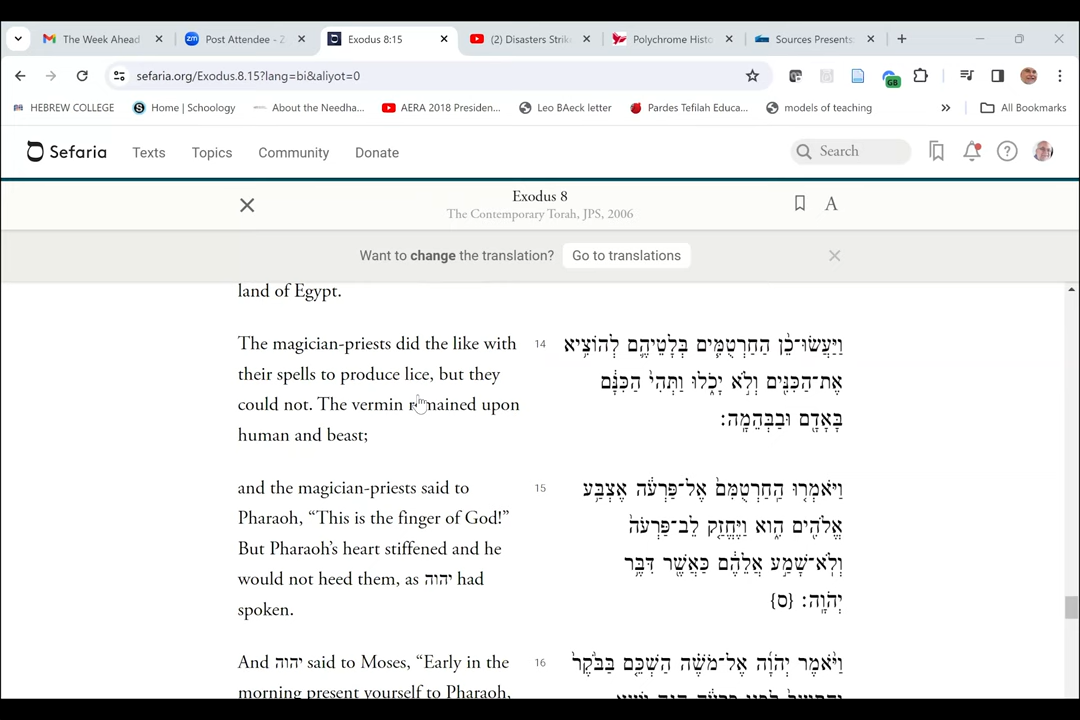 The Week Ahead
Post Attendee - Z
Exodus 8:15
(2) Disasters Strike
Polychrome Histo
Sources Presents:
sefaria.org/Exodus.8.15?lang=bi&aliyot=0
GB
HEBREW COLLEGE
Home | Schoology
About the Needha...
AERA 2018 Presiden...
Leo BAeck letter
Pardes Tefilah Educa...
models of teaching
»
All Bookmarks
Sefaria
Texts
Topics
Community
Donate
Search
Exodus 8
The Contemporary Torah, JPS, 2006
A
Want to change the translation?
Go to translations
land of Egypt.
The magician-priests did the like with
their spells to produce lice, but they
could not. The vermin remained upon
human and beast;
14
וַיַּעֲשׂוּ־כֵ֨ן הַחַרְטֻמִּ֧ים בְּלָטֵיהֶ֛ם לְהוֹצִ֥יא
אֶת־הַכִּנִּ֖ים וְלֹ֣א יָכֹ֑לוּ וַתְּהִי֙ הַכִּנָּ֔ם
בָּאָדָ֖ם וּבַבְּהֵמָֽה׃
and the magician-priests said to
Pharaoh, “This is the finger of God!”
But Pharaoh’s heart stiffened and he
would not heed them, as יהוה had
spoken.
15
וַיֹּאמְר֤וּ הַֽחַרְטֻמִּם֙ אֶל־פַּרְעֹ֔ה אֶצְבַּ֥ע
אֱלֹהִ֖ים הִ֑וא וַיֶּחֱזַ֤ק לֵב־פַּרְעֹה֙
וְלֹֽא־שָׁמַ֣ע אֲלֵהֶ֔ם כַּאֲשֶׁ֖ר דִּבֶּ֥ר
יְהֹוָֽה׃ {ס}
And יהוה said to Moses, “Early in the
morning present yourself to Pharaoh,
16
וַיֹּ֨אמֶר יְהֹוָ֜ה אֶל־מֹשֶׁ֗ה הַשְׁכֵּ֤ם בַּבֹּ֙קֶר֙